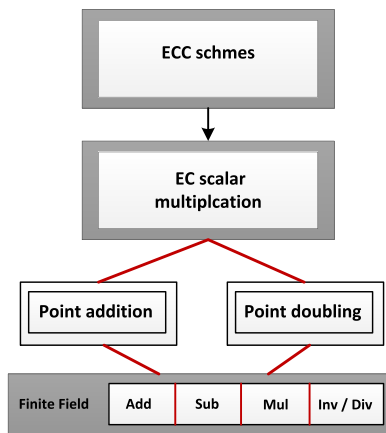 ECC schmes
EC scalar
multiplcation
Point addition
Point doubling
Finite Field
Add
Sub
Mul
Inv / Div